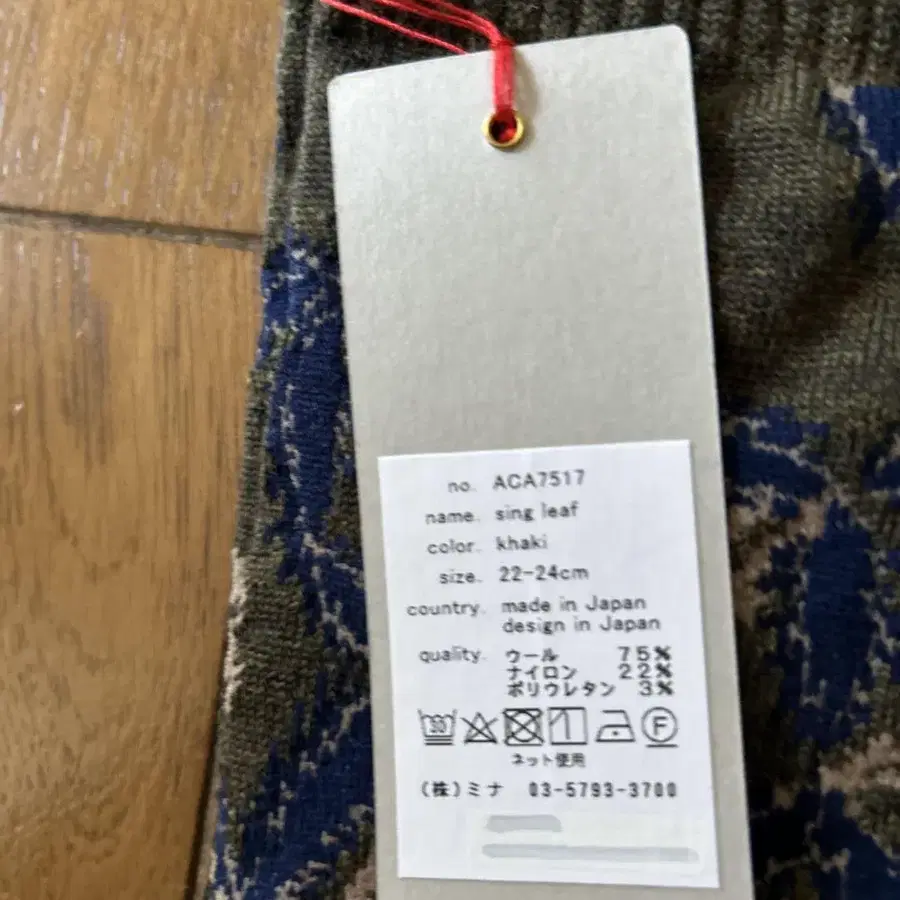 no. ACA7517
name. sing leaf
color. khaki
size. 22-24cm
country. made in Japan
design in Japan
quality. ウール 75%
ナイロン 22%
ポリウレタン 3%
30 F
ネット使用
(株)ミナ 03-5793-3700